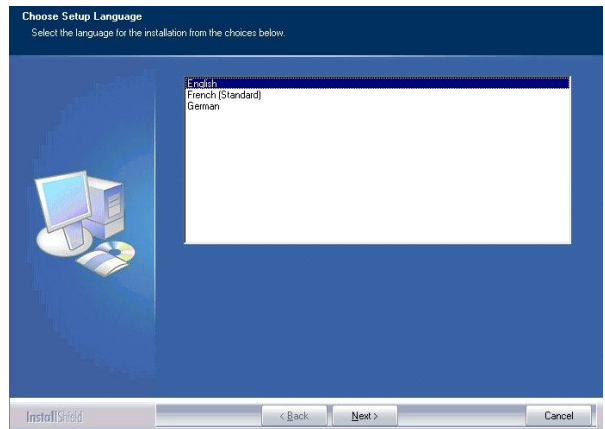 Choose Setup Language
Select the language for the installation from the choices below.
English
French (Standard)
German
InstallShield
< Back
Next >
Cancel